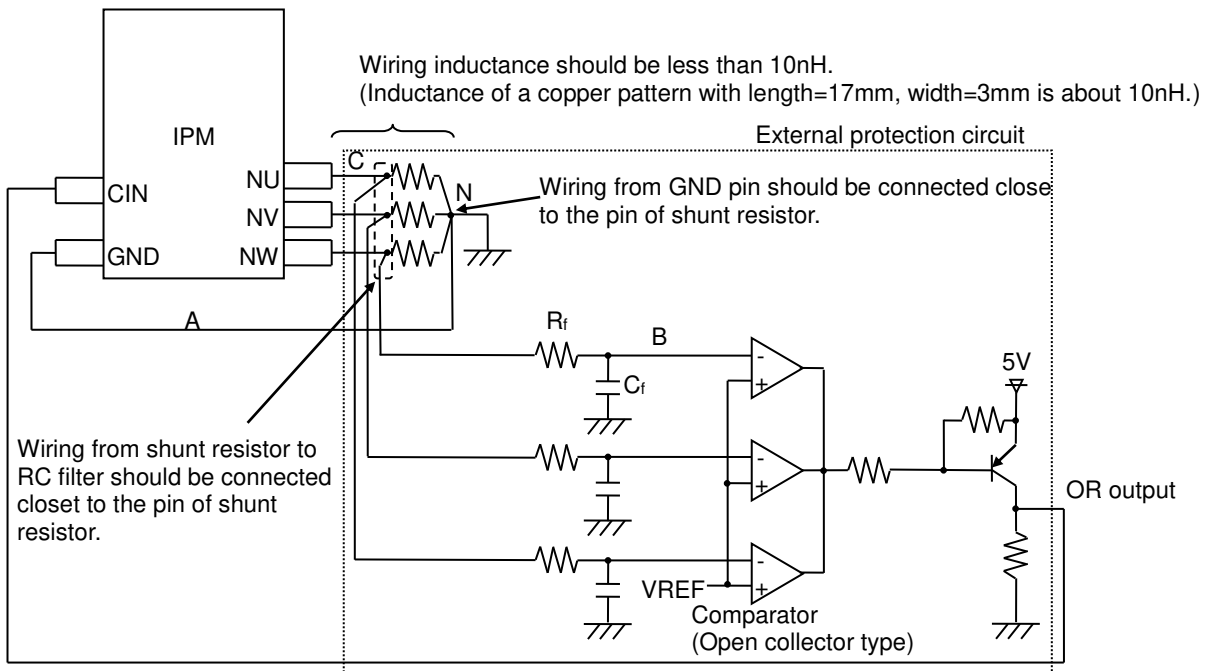 Wiring inductance should be less than 10nH.
(Inductance of a copper pattern with length=17mm, width=3mm is about 10nH.)
External protection circuit
IPM
C
CIN
NU
N
Wiring from GND pin should be connected close
to the pin of shunt resistor.
NV
GND
NW
A
Rf
B
5V
-
+
Cf
Wiring from shunt resistor to
RC filter should be connected
closet to the pin of shunt
resistor.
-
+
OR output
-
+
VREF
Comparator
(Open collector type)